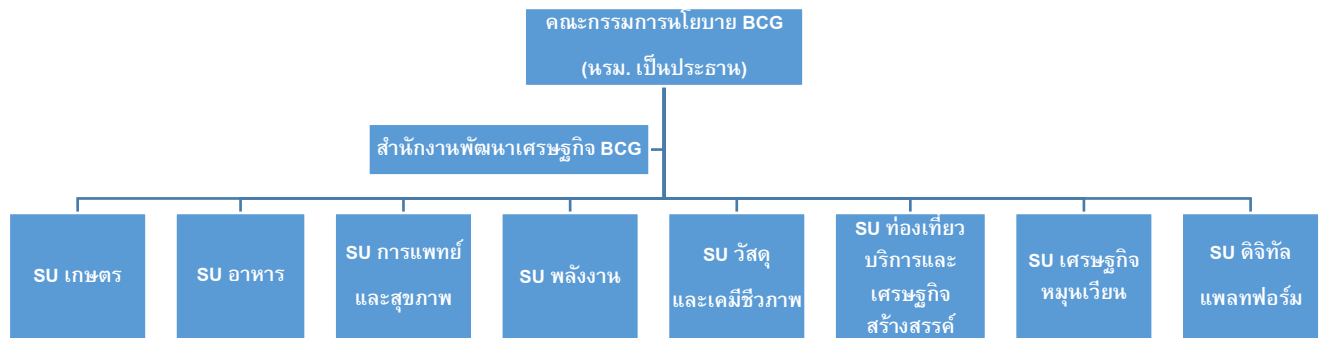 คณะกรรมการนโยบาย BCG
(นรม. เป็นประธาน)
สำนักงานพัฒนาเศรษฐกิจ BCG
SU เกษตร
SU อาหาร
SU การแพทย์
และสุขภาพ
SU พลังงาน
SU วัสดุ
และเคมีชีวภาพ
SU ท่องเที่ยว
บริการและ
เศรษฐกิจ
สร้างสรรค์
SU เศรษฐกิจ
หมุนเวียน
SU ดิจิทัล
แพลทฟอร์ม